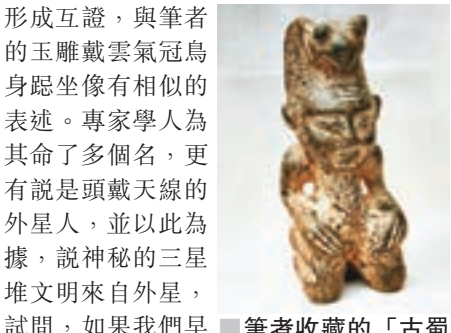 形成互證，與筆者
的玉雕戴雲氣冠鳥
身跽坐像有相似的
表述。專家學人為
其命了多個名，更
有説是頭戴天線的
外星人，並以此為
據，説神秘的三星
堆文明來自外星，
試問，如果我們早
■筆者收藏的「古蜀